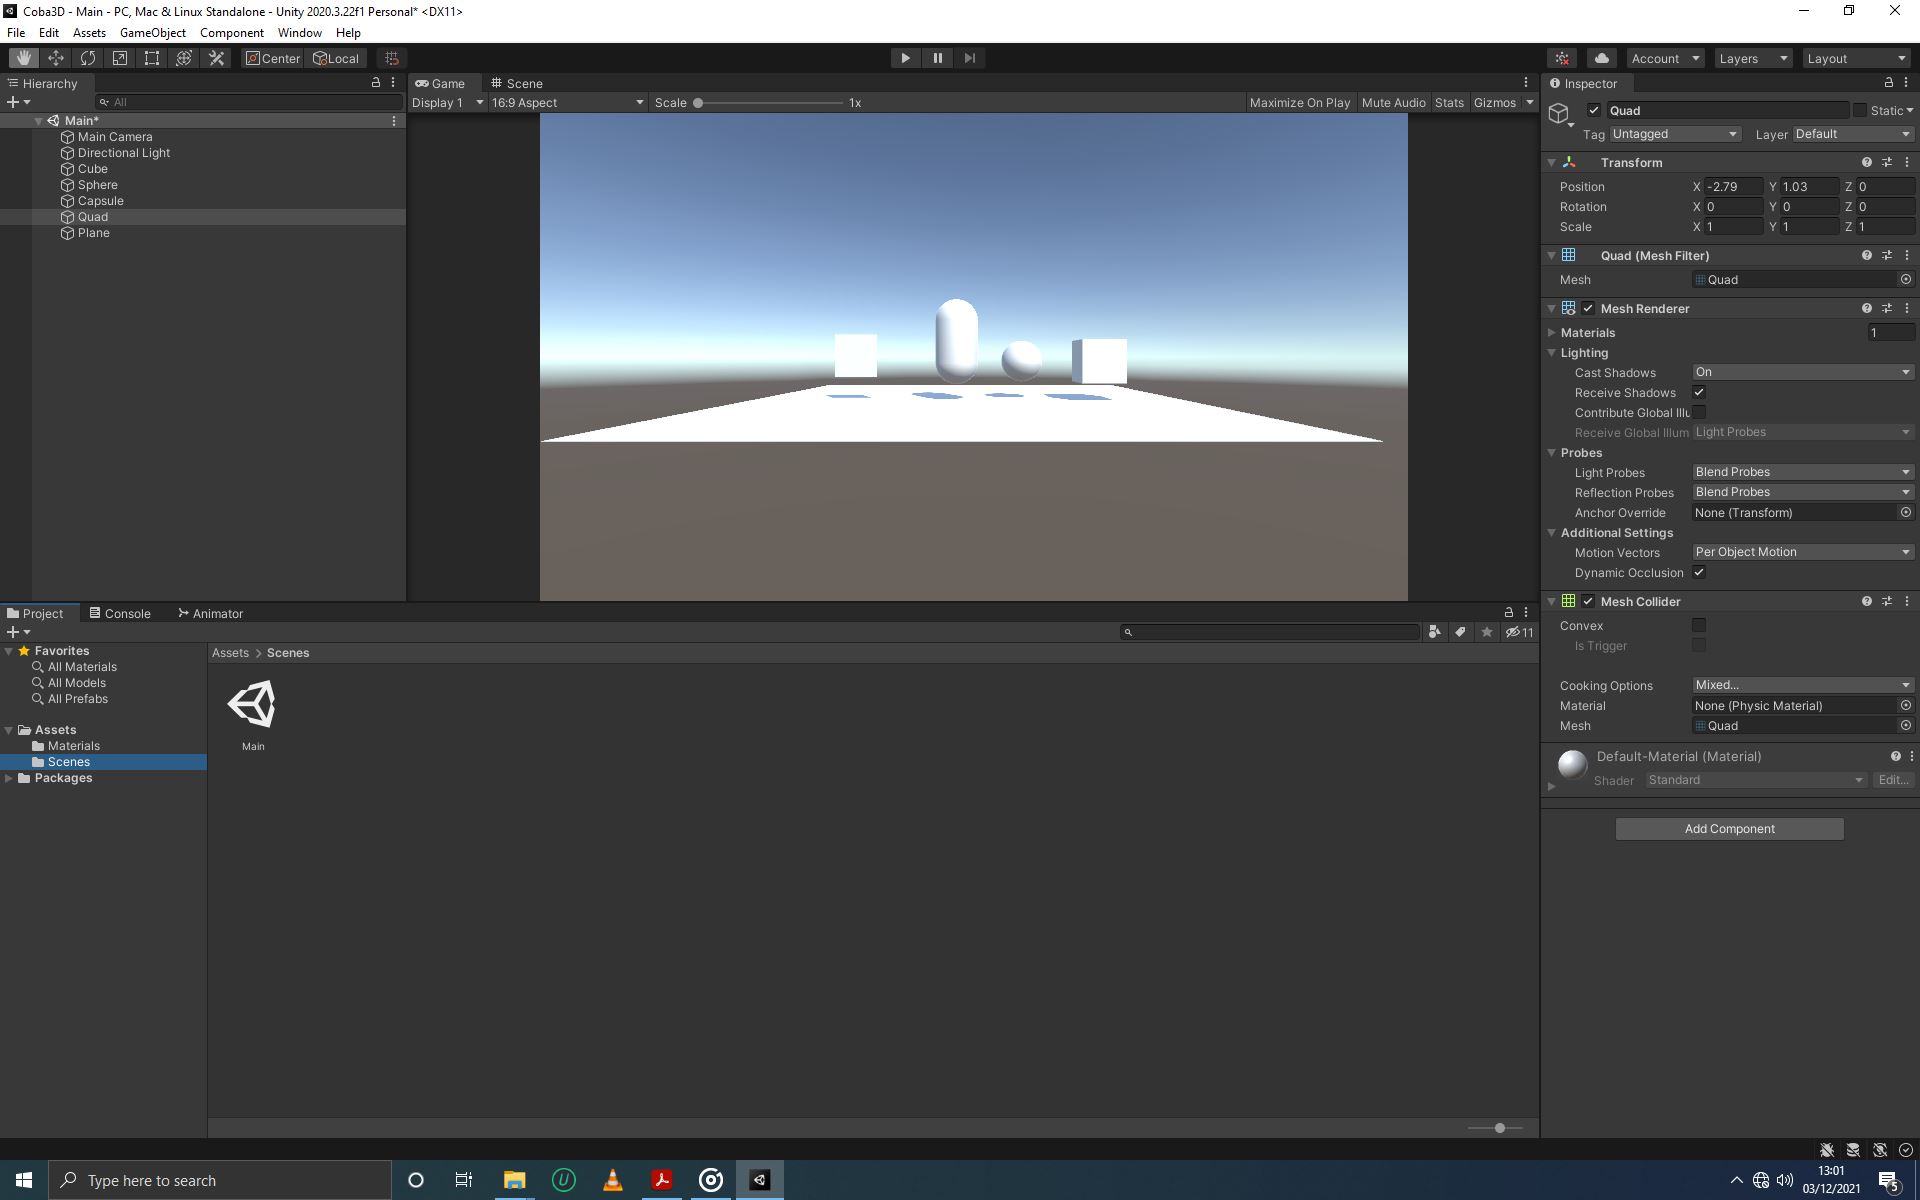 Coba3D - Main - PC, Mac & Linux Standalone - Unity 2020.3.22f1 Personal* <DX11>
File Edit Assets GameObject Component Window Help
Center Local Account Layers Layout
Hierarchy
All
Main*
Main Camera
Directional Light
Cube
Sphere
Capsule
Quad
Plane
Game Scene
Display 1 16:9 Aspect Scale 1x Maximize On Play Mute Audio Stats Gizmos
Inspector
Quad Static
Tag Untagged Layer Default
Transform
Position X -2.79 Y 1.03 Z 0
Rotation X 0 Y 0 Z 0
Scale X 1 Y 1 Z 1
Quad (Mesh Filter)
Mesh Quad
Mesh Renderer
Materials 1
Lighting
Cast Shadows On
Receive Shadows
Contribute Global Illu
Receive Global Illum Light Probes
Probes
Light Probes Blend Probes
Reflection Probes Blend Probes
Anchor Override None (Transform)
Additional Settings
Motion Vectors Per Object Motion
Dynamic Occlusion
Mesh Collider
Convex
Is Trigger
Cooking Options Mixed...
Material None (Physic Material)
Mesh Quad
Default-Material (Material)
Shader Standard Edit...
Add Component
Project Console Animator
11
Favorites
All Materials
All Models
All Prefabs
Assets
Materials
Scenes
Packages
Assets > Scenes
Main
Type here to search
13:01
03/12/2021
5